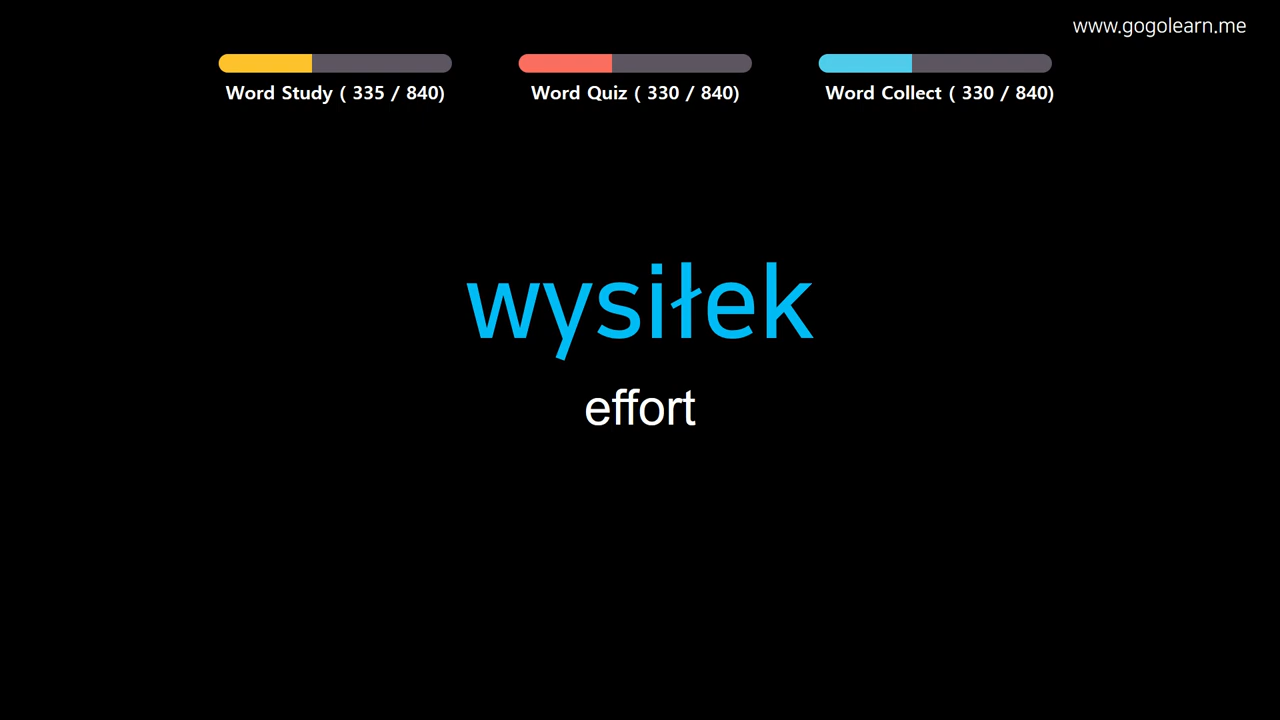 www.gogolearn.me
Word Study ( 335 / 840)
Word Quiz ( 330 / 840)
Word Collect ( 330 / 840)
wysiłek
effort